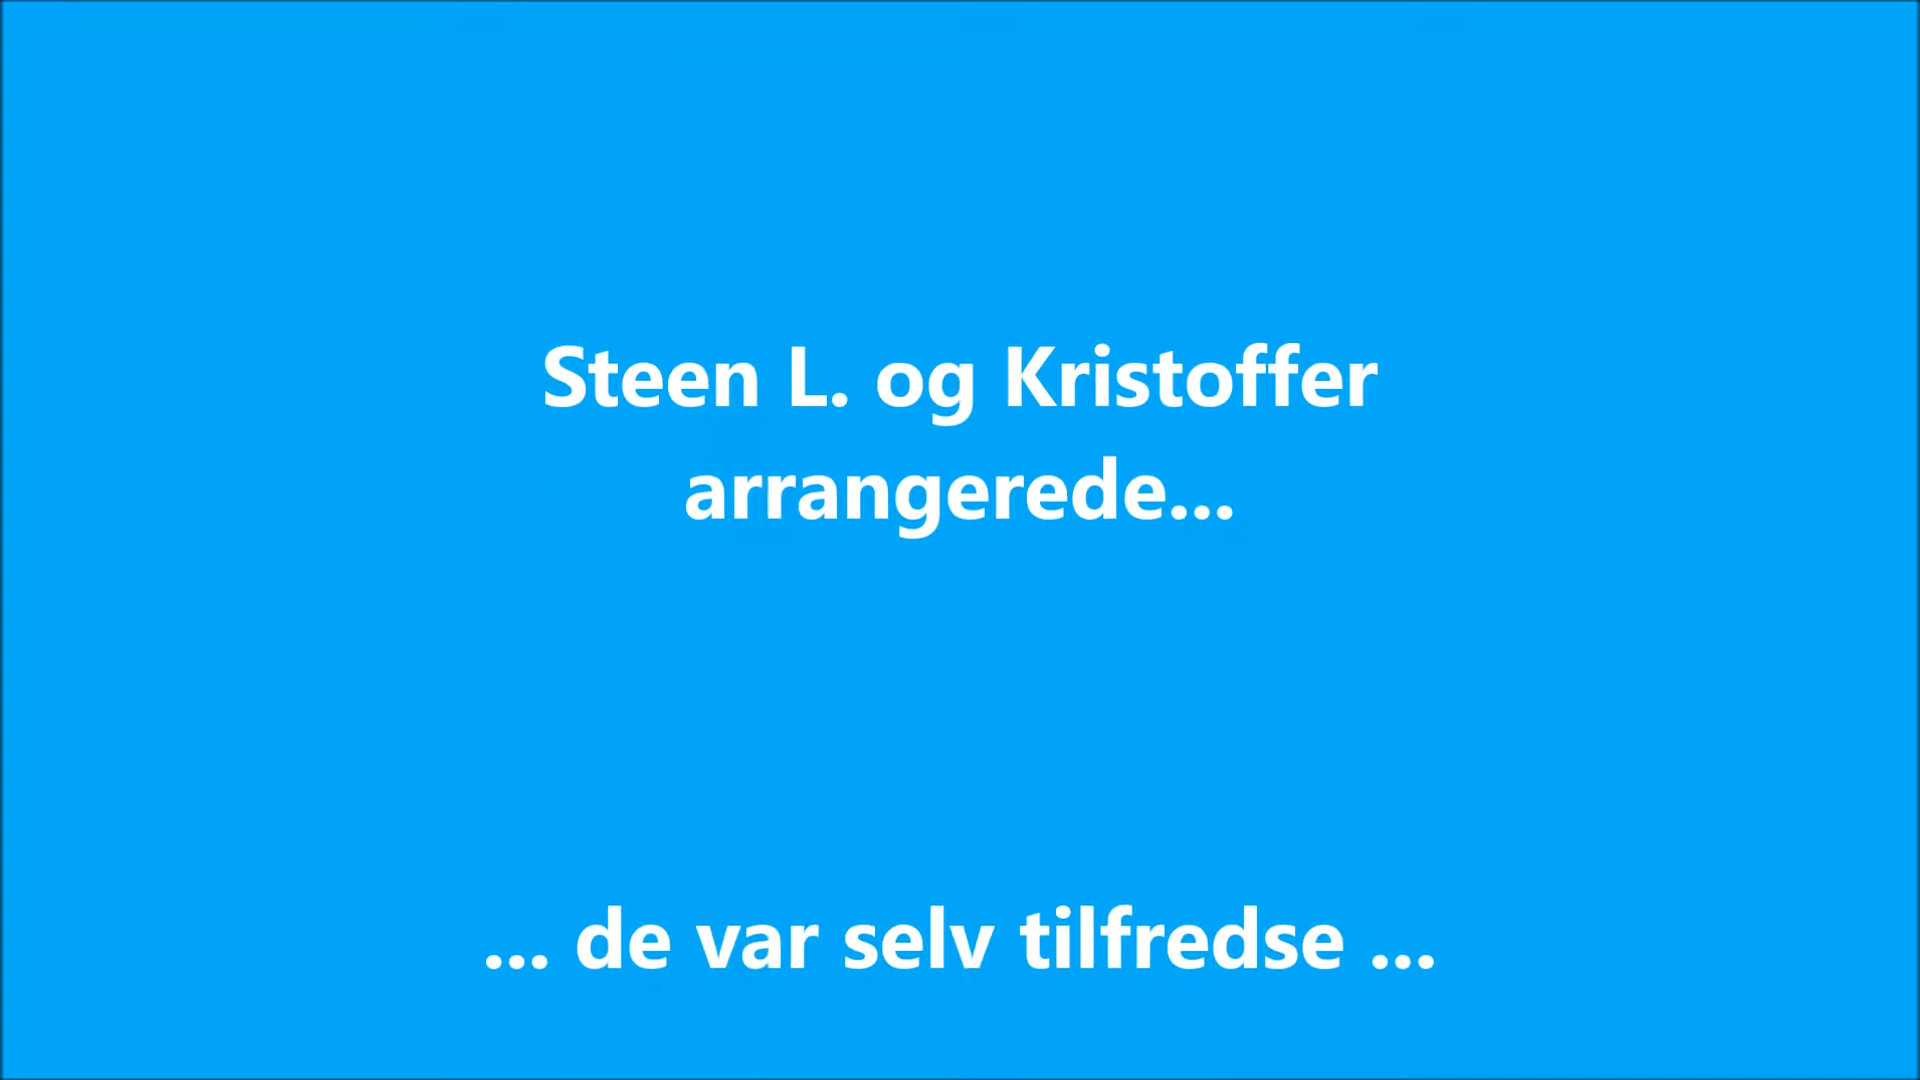 Steen L. og Kristoffer
arrangerede...
... de var selv tilfredse ...